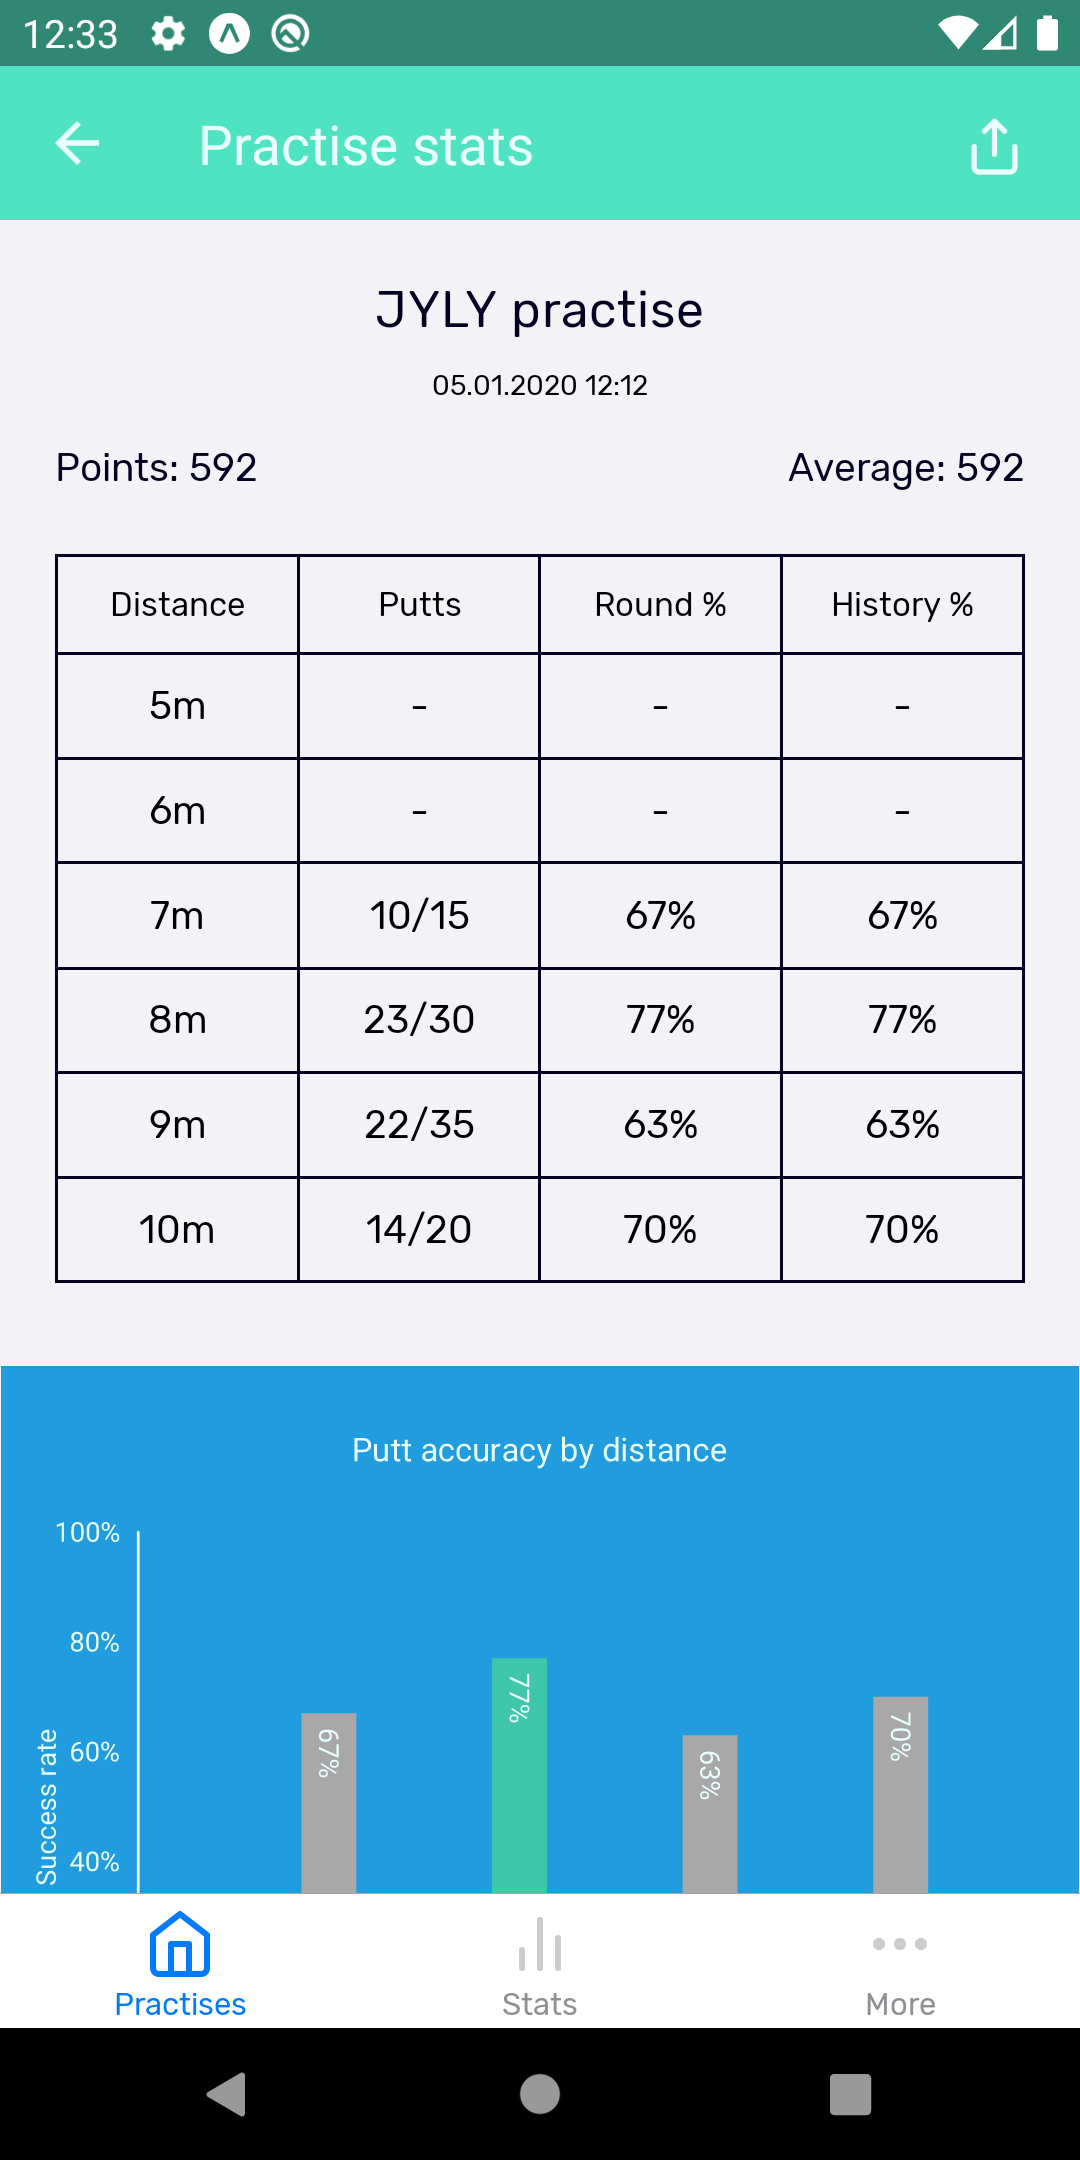 12:33
Practise stats
JYLY practise
05.01.2020 12:12
Points: 592 Average: 592
Distance Putts Round % History %
5m - - -
6m - - -
7m 10/15 67% 67%
8m 23/30 77% 77%
9m 22/35 63% 63%
10m 14/20 70% 70%
Putt accuracy by distance
100%
80%
60%
40%
Success rate
67%
77%
63%
70%
Practises Stats More